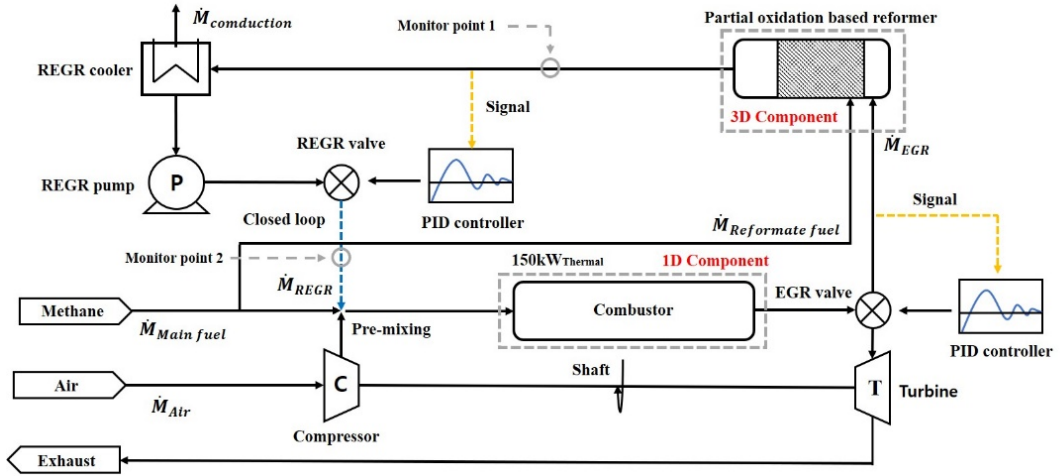 Ṁcomduction
Monitor point 1
Partial oxidation based reformer
REGR cooler
3D Component
Signal
ṀEGR
REGR valve
REGR pump
P
PID controller
Closed loop
ṀReformate fuel
Signal
Monitor point 2
150kWThermal
1D Component
ṀREGR
EGR valve
Methane
Combustor
ṀMain fuel
Pre-mixing
PID controller
Shaft
Air
C
T
Turbine
ṀAir
Compressor
Exhaust